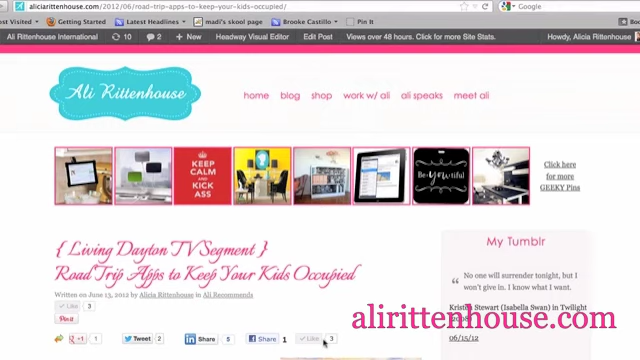 aliciarittenhouse.com/2012/06/road-trip-apps-to-keep-your-kids-occupied/
Google
Most Visited
Getting Started
Latest Headlines
madi's skool page
Brooke Castillo
Pin It
Ali Rittenhouse International
10
2
+ New
Headway Visual Editor
Edit Post
Views over 48 hours. Click for more Site Stats.
Howdy, Alicia Rittenhouse
Ali Rittenhouse
home
blog
shop
work w/ ali
ali speaks
meet ali
KEEP
CALM
AND
KICK
ASS
Be·you·tiful
Click here
for more
GEEKY Pins
{ Living Dayton TV Segment }
Road Trip Apps to Keep Your Kids Occupied
Written on June 13, 2012 by Alicia Rittenhouse in Ali Recommends
Like 3
Pin it
+1 1
Tweet 2
Share 5
Share 1
Like 3
My Tumblr
No one will surrender tonight, but I
won't give in. I know what I want.
Kristen Stewart (Isabella Swan) in Twilight
06/15/12
alirittenhouse.com